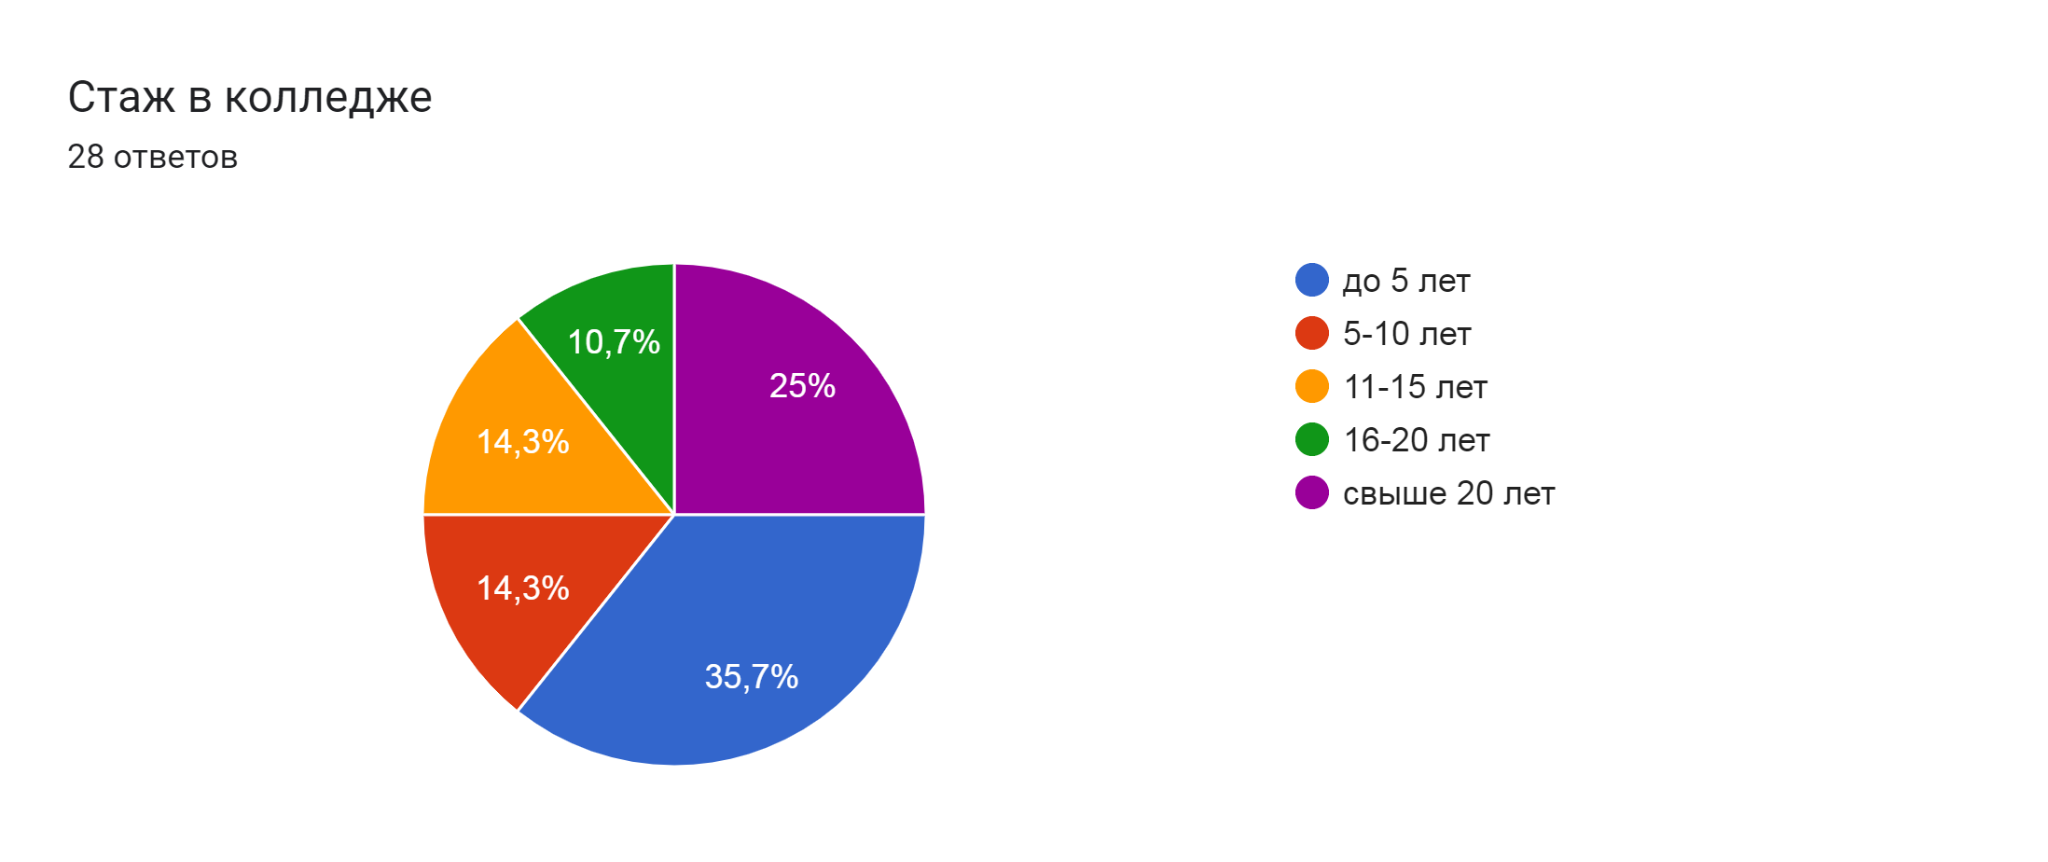 Стаж в колледже
28 ответов
10,7%
25%
14,3%
14,3%
35,7%
до 5 лет
5-10 лет
11-15 лет
16-20 лет
свыше 20 лет